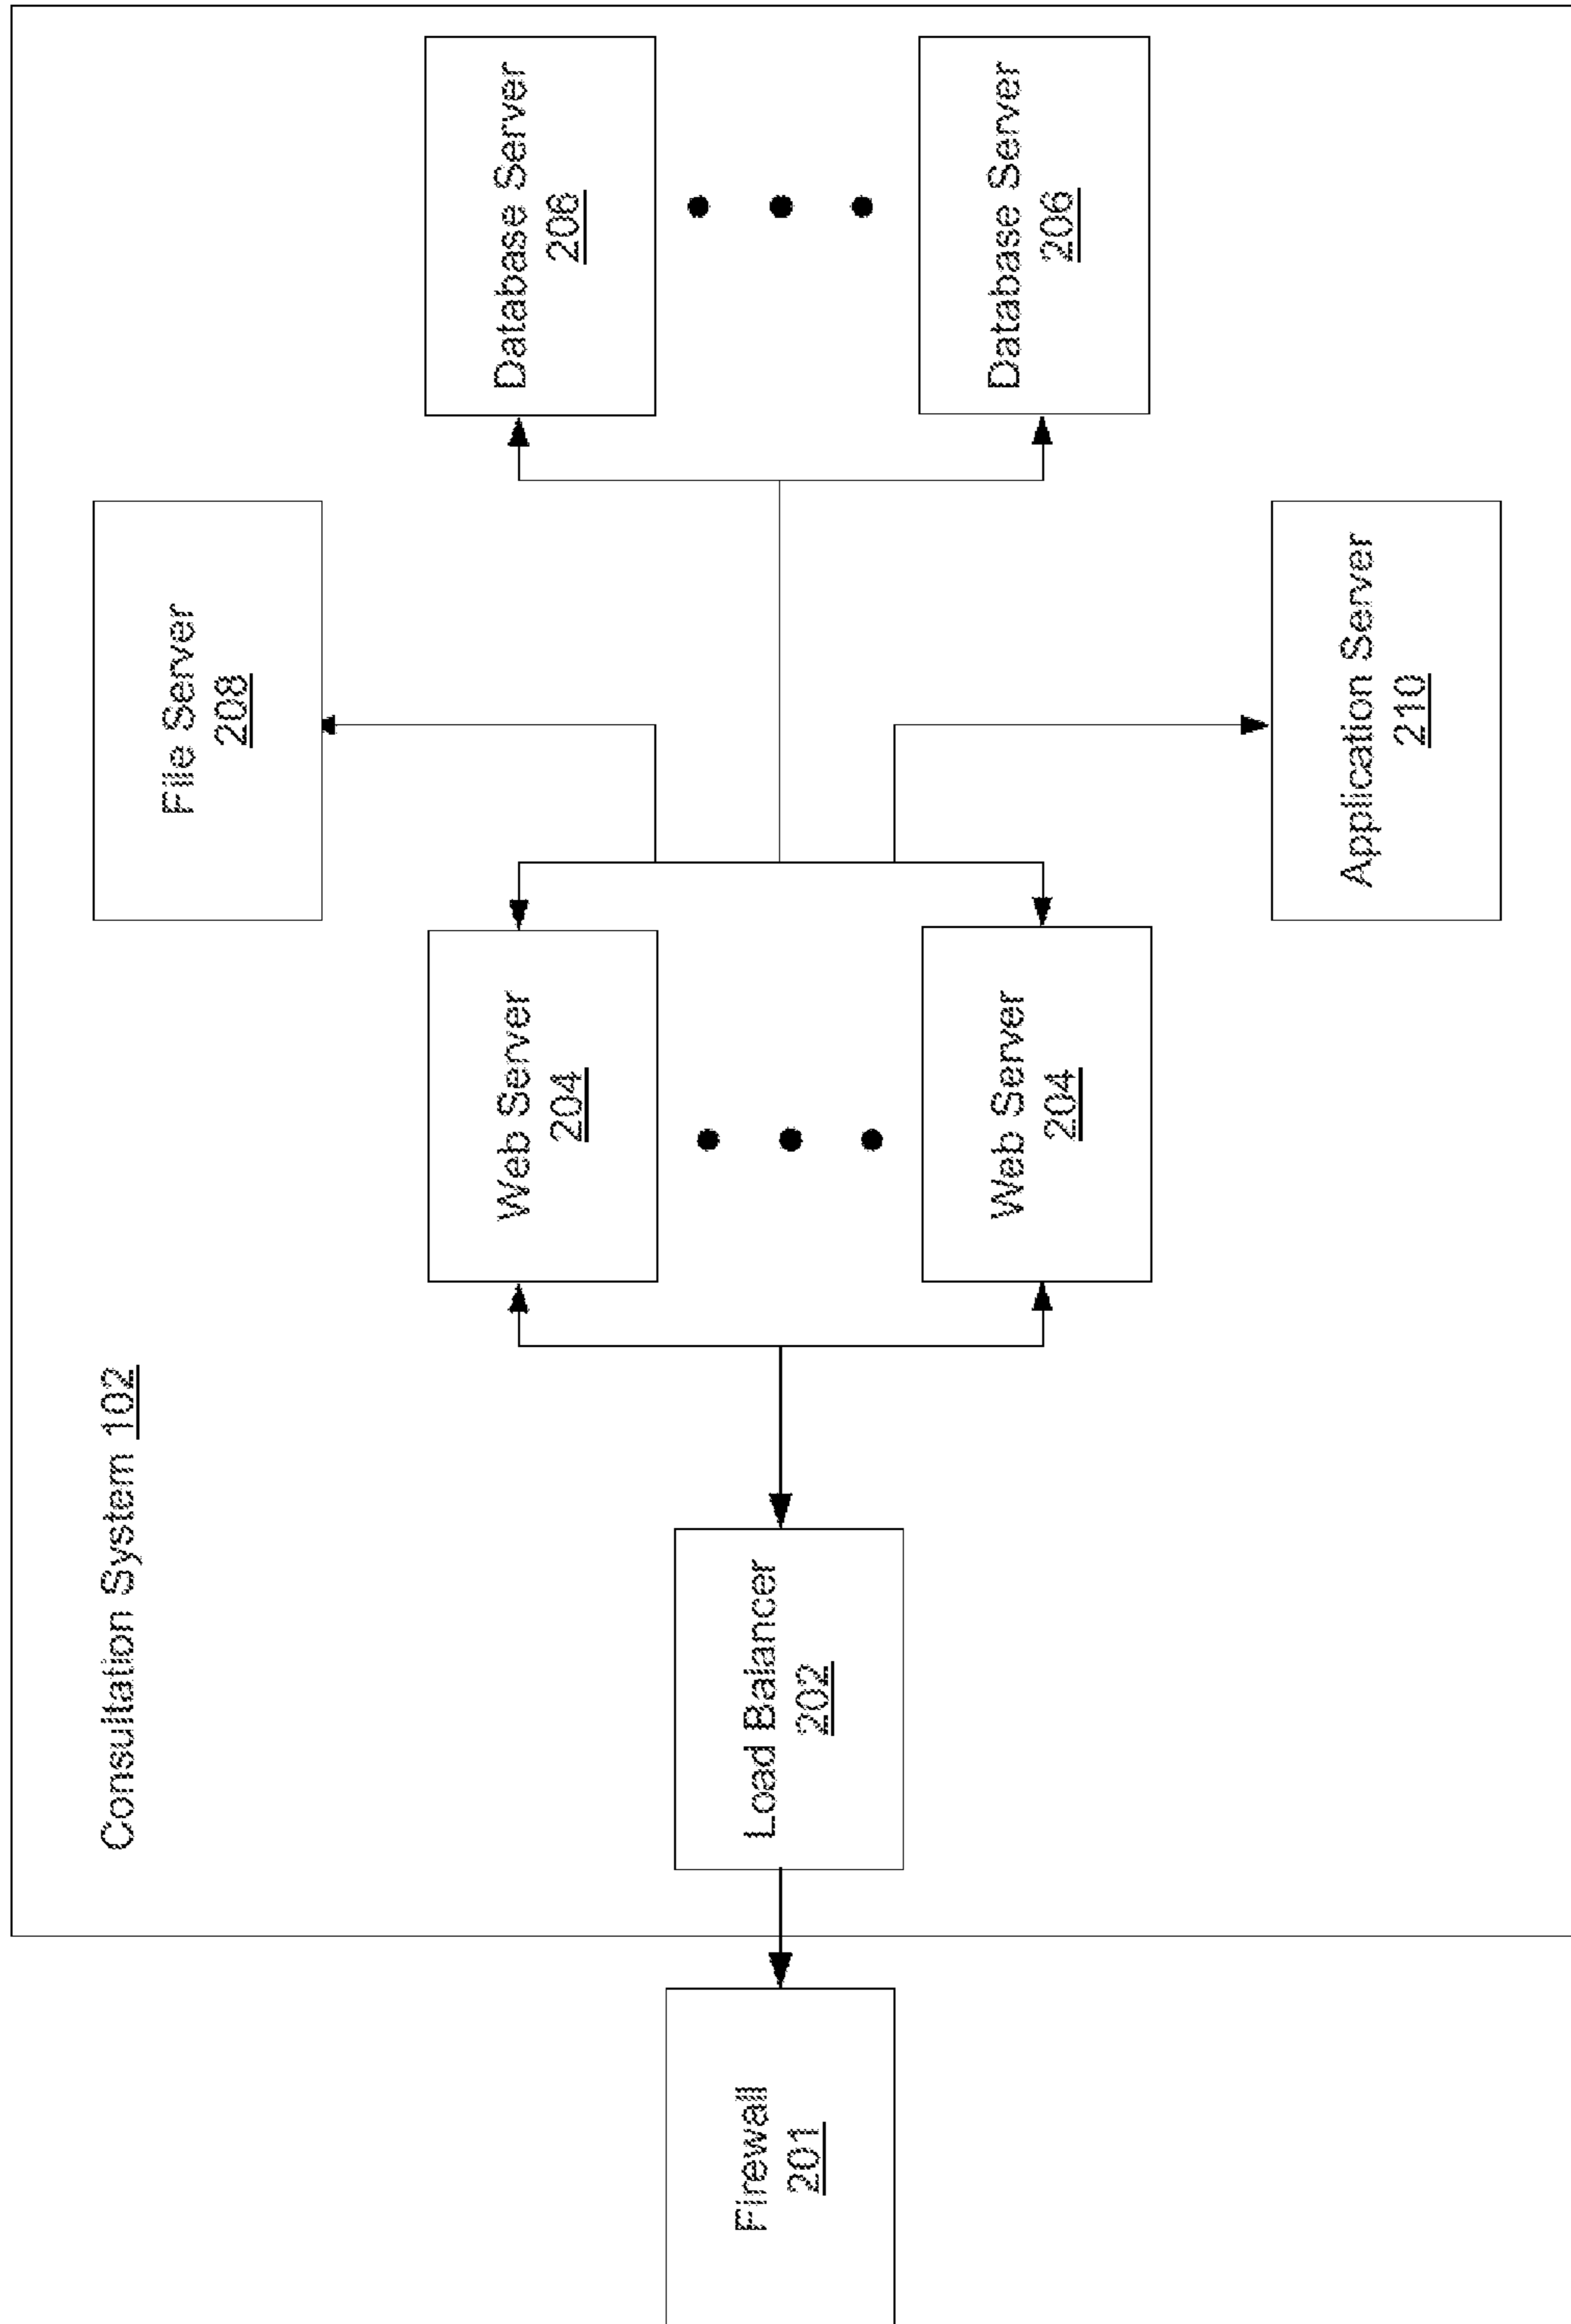 Consultation System 102
File Server
208
Database Server
206
Web Server
204
Firewall
201
Load Balancer
202
Web Server
204
Database Server
206
Application Server
210